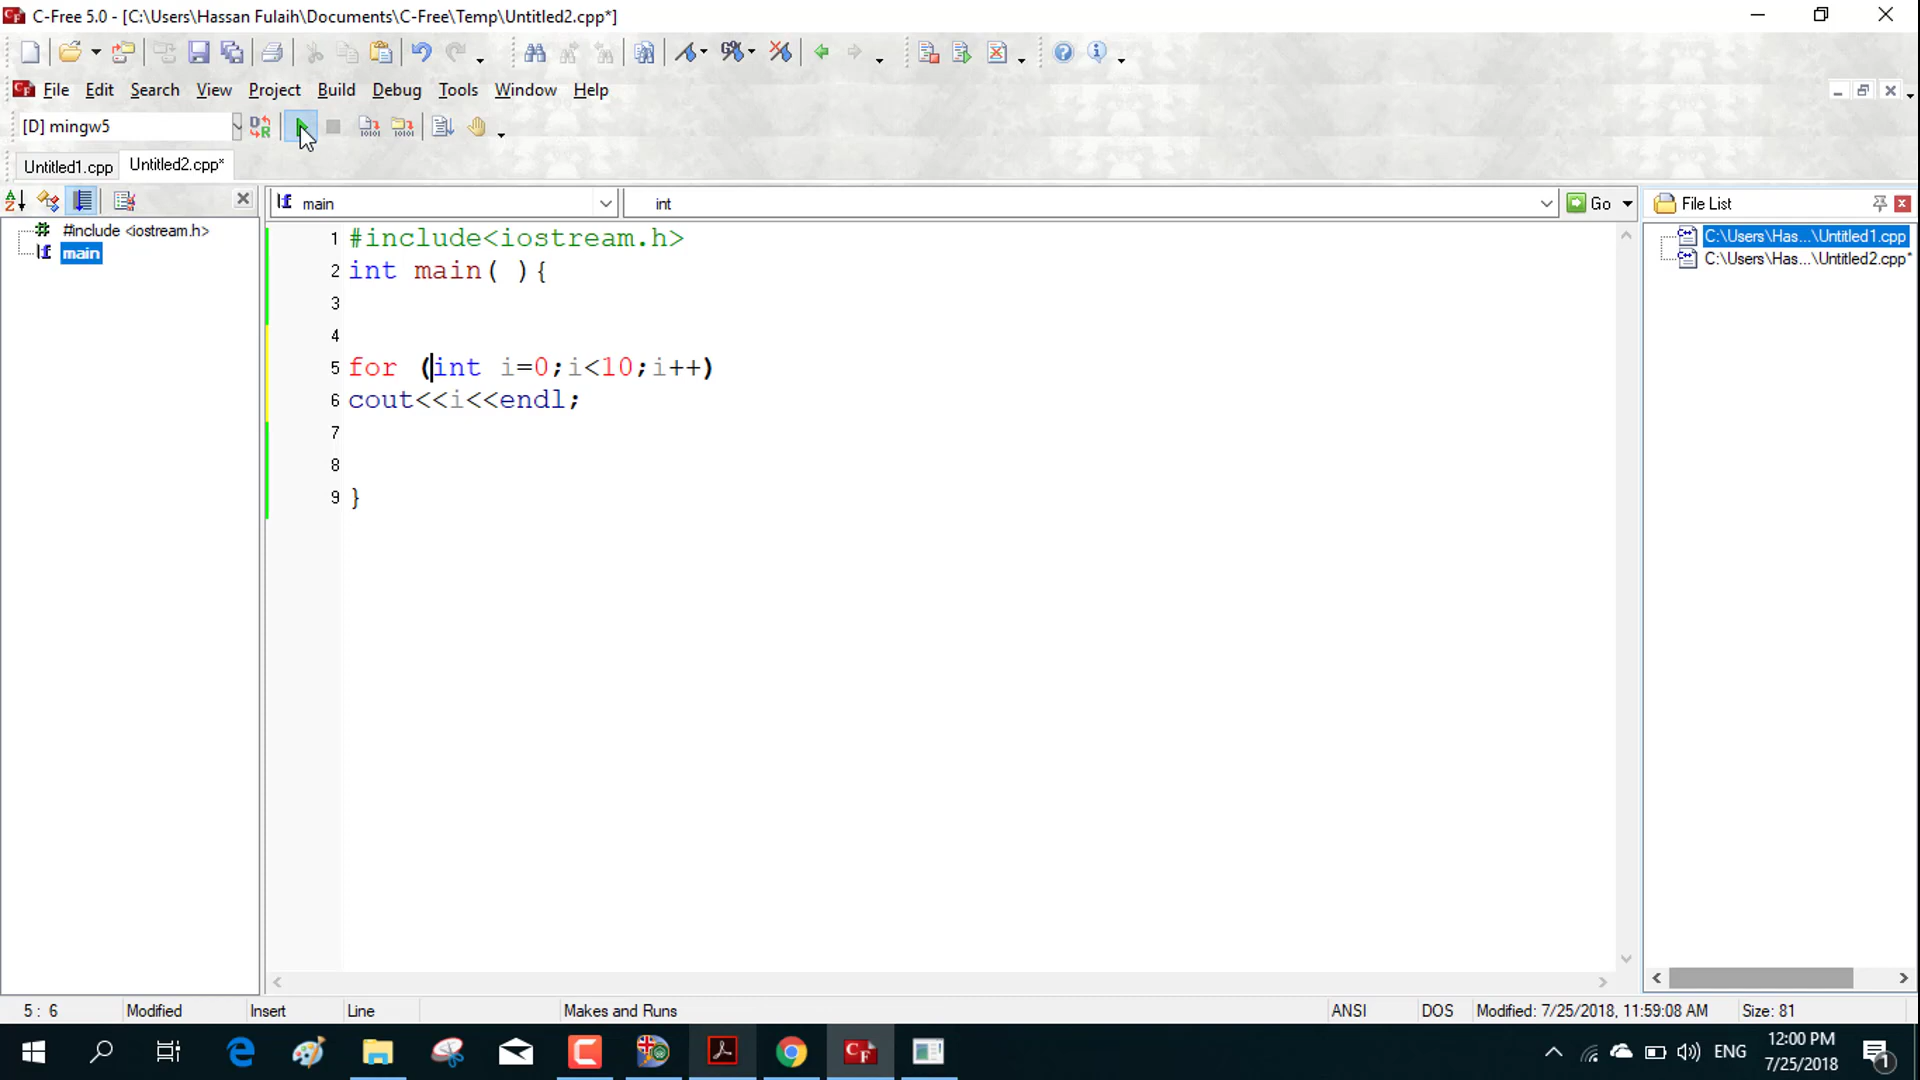 C-Free 5.0 - [C:\Users\Hassan Fulaih\Documents\C-Free\Temp\Untitled2.cpp*]
File Edit Search View Project Build Debug Tools Window Help
[D] mingw5
Untitled1.cpp Untitled2.cpp*
main int Go File List
#include <iostream.h>
main
C:\Users\Has...\Untitled1.cpp
C:\Users\Has...\Untitled2.cpp*
1 #include<iostream.h>
2 int main( ){
3
4
5 for (int i=0;i<10;i++)
6 cout<<i<<endl;
7
8
9 }
5 : 6 Modified Insert Line Makes and Runs ANSI DOS Modified: 7/25/2018, 11:59:08 AM Size: 81
ENG 12:00 PM
7/25/2018 1